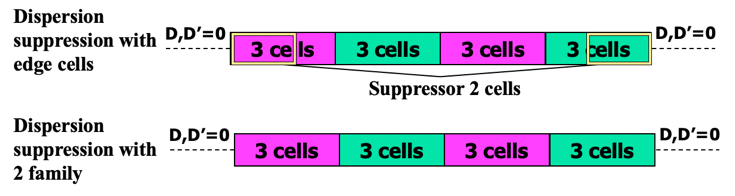 Dispersion
suppression with
edge cells
D,D'=0
3 cells
3 cells
3 cells
3 cells
D,D'=0
Suppressor 2 cells
Dispersion
suppression with
2 family
D,D'=0
3 cells
3 cells
3 cells
3 cells
D,D'=0